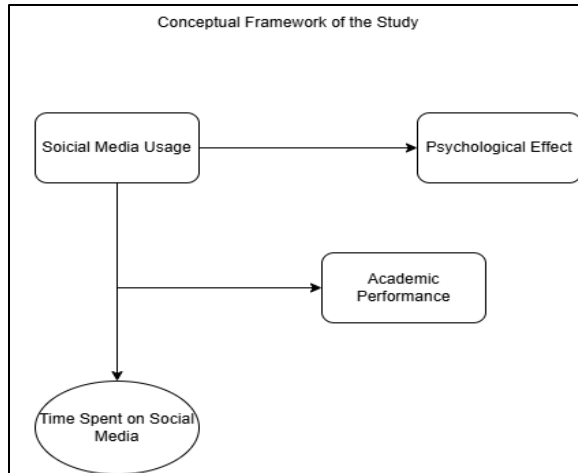 Conceptual Framework of the Study
Soicial Media Usage
Psychological Effect
Academic
Performance
Time Spent on Social
Media